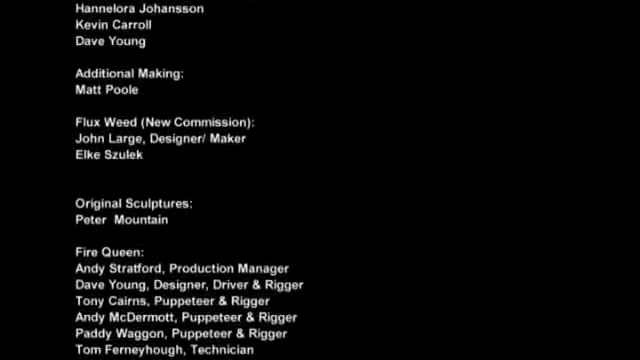 Hannelora Johansson
Kevin Carroll
Dave Young
Additional Making:
Matt Poole
Flux Weed (New Commission):
John Large, Designer/ Maker
Elke Szulek
Original Sculptures:
Peter Mountain
Fire Queen:
Andy Stratford, Production Manager
Dave Young, Designer, Driver & Rigger
Tony Cairns, Puppeteer & Rigger
Andy McDermott, Puppeteer & Rigger
Paddy Waggon, Puppeteer & Rigger
Tom Ferneyhough, Technician